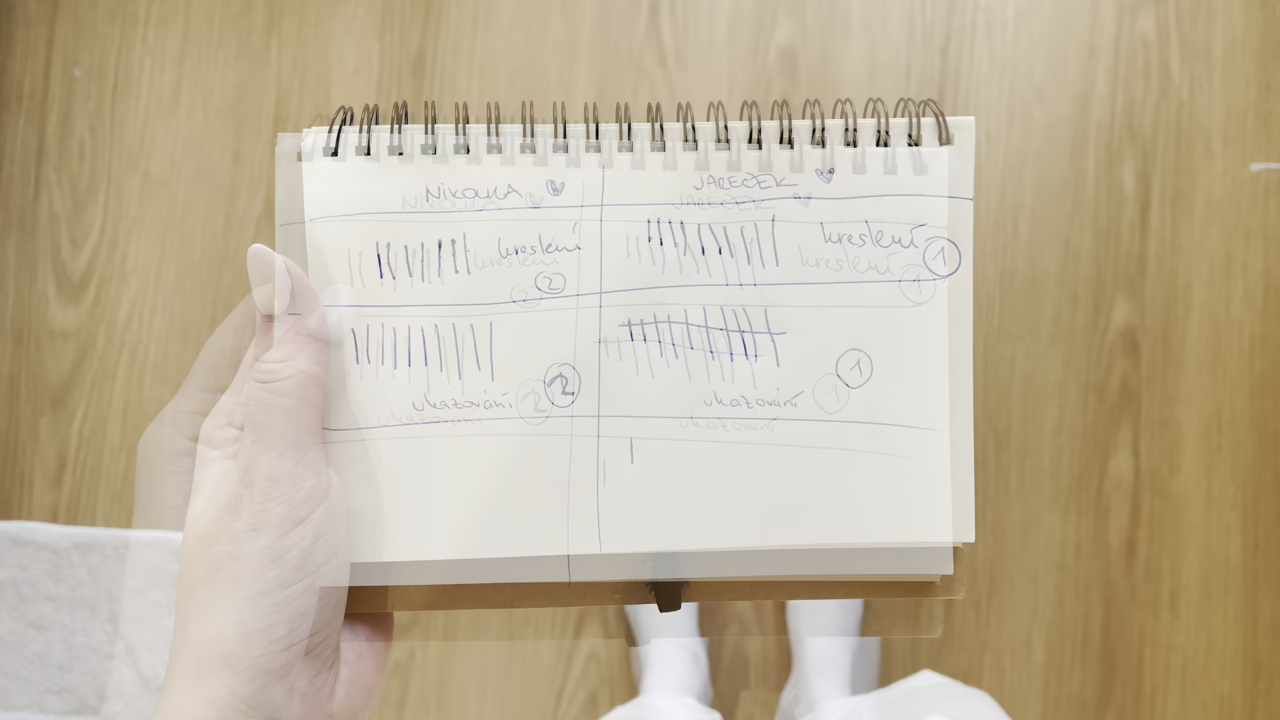 NiKOLKA JAREČEK
kreslení kreslení
2 1
2 1
ukazování ukazování